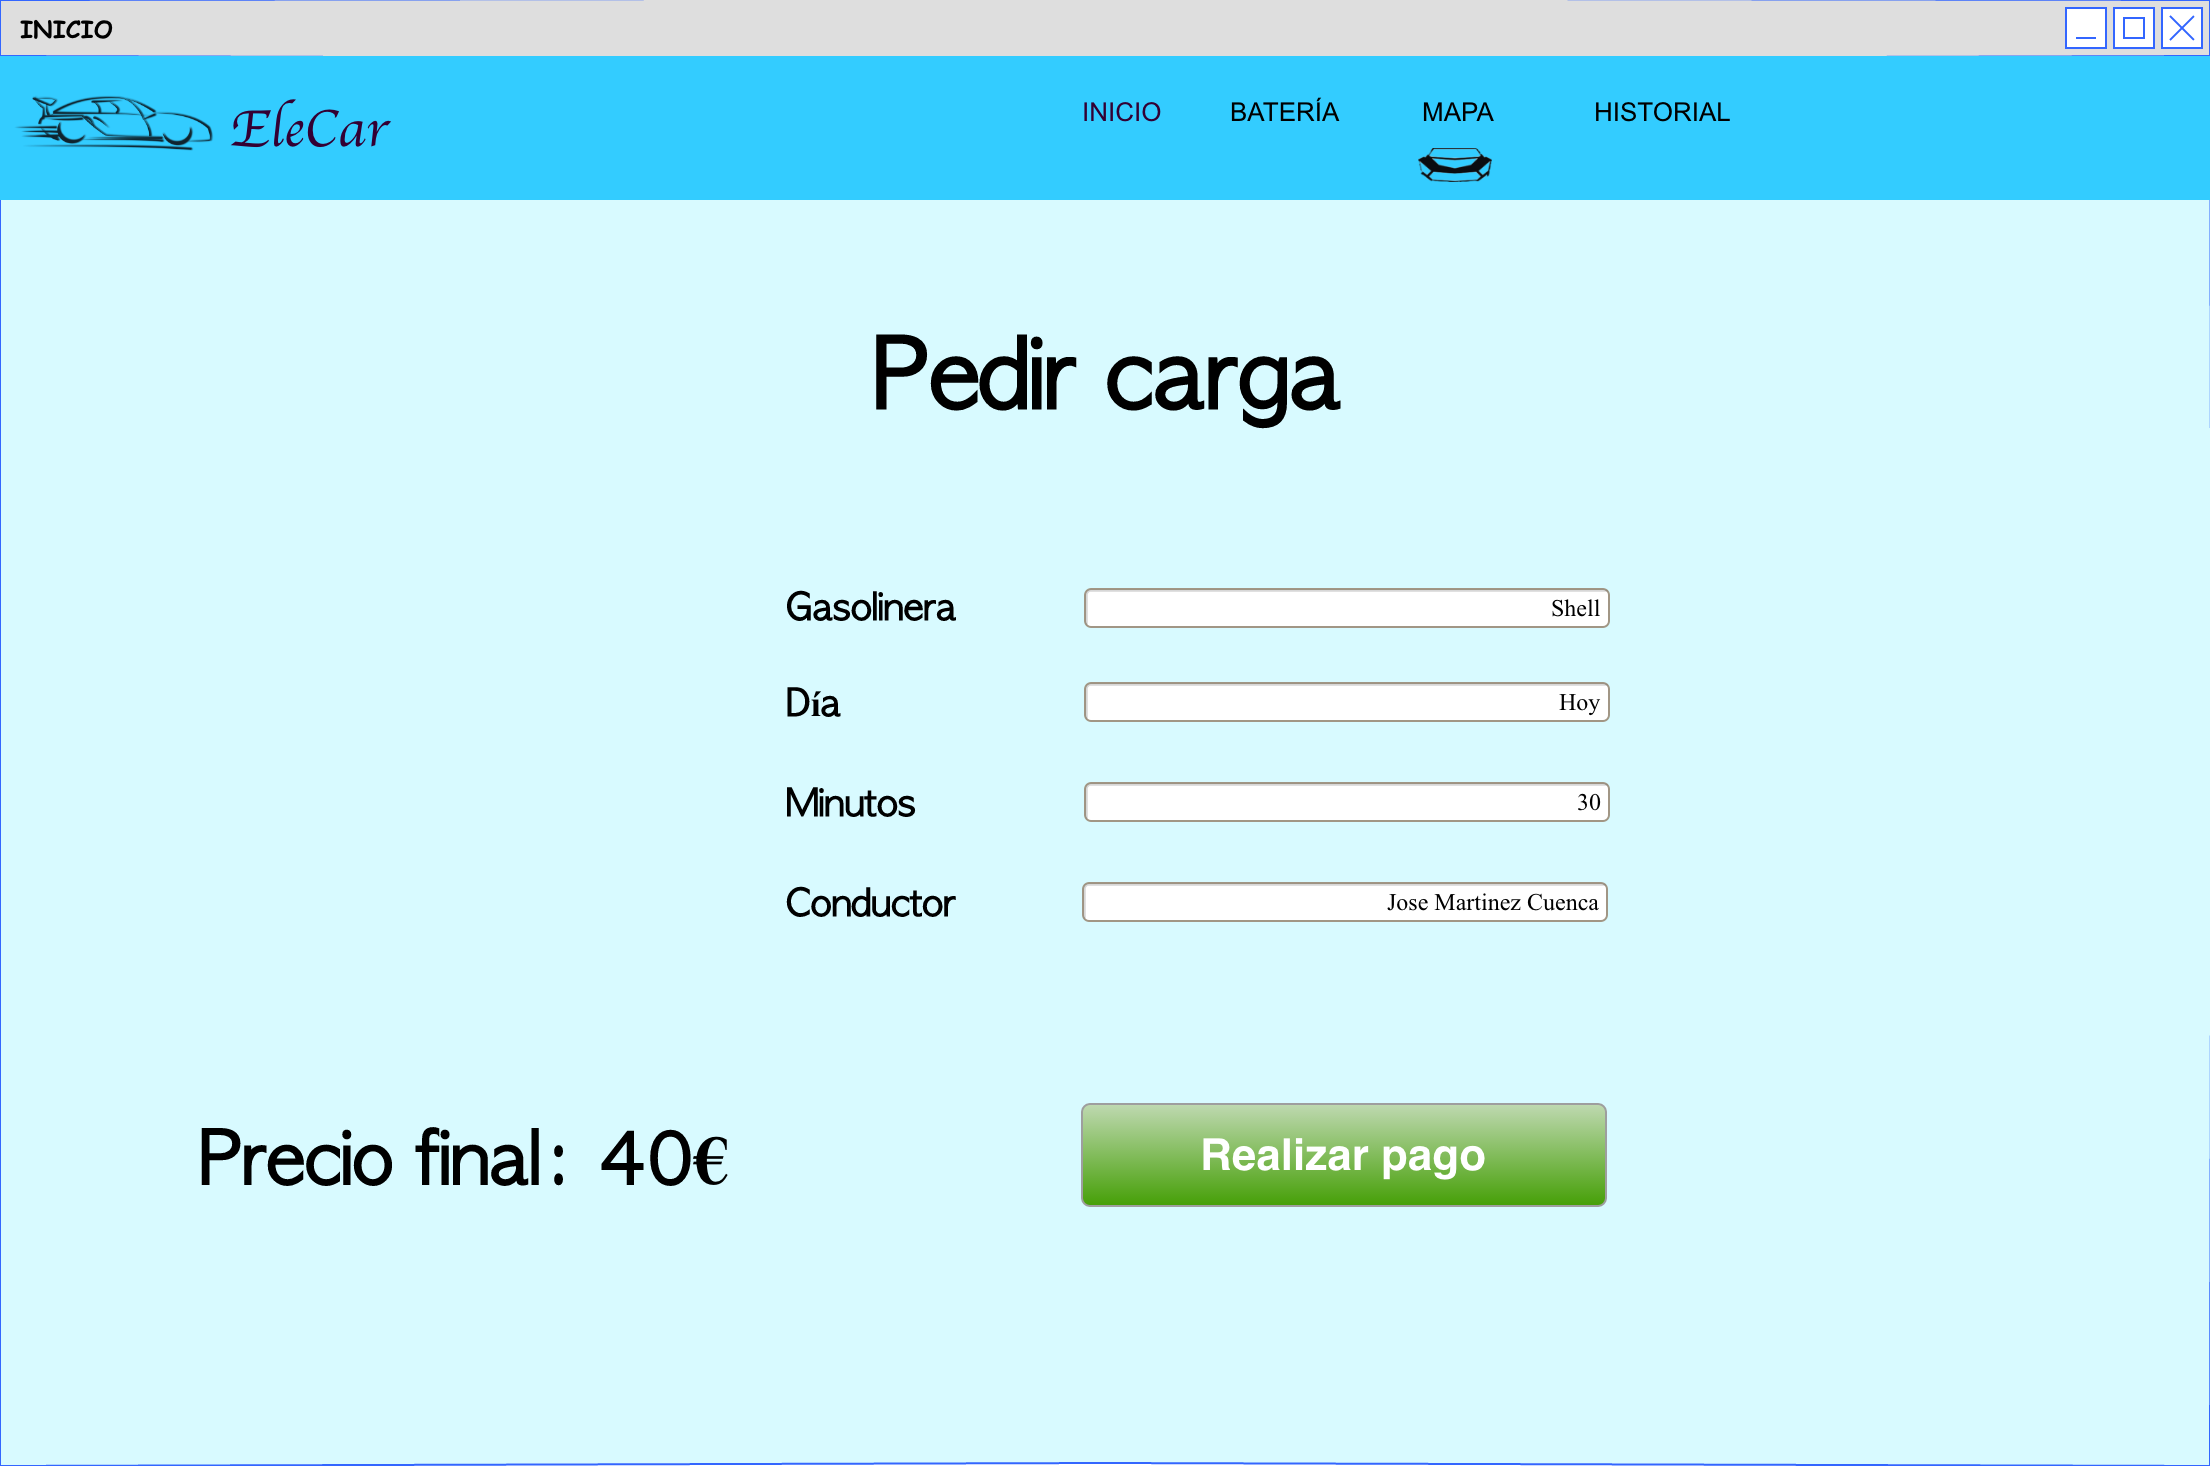 INICIO
EleCar
INICIO BATERÍA MAPA HISTORIAL
Pedir carga
Gasolinera Shell
Día Hoy
Minutos 30
Conductor Jose Martinez Cuenca
Precio final: 40€ Realizar pago